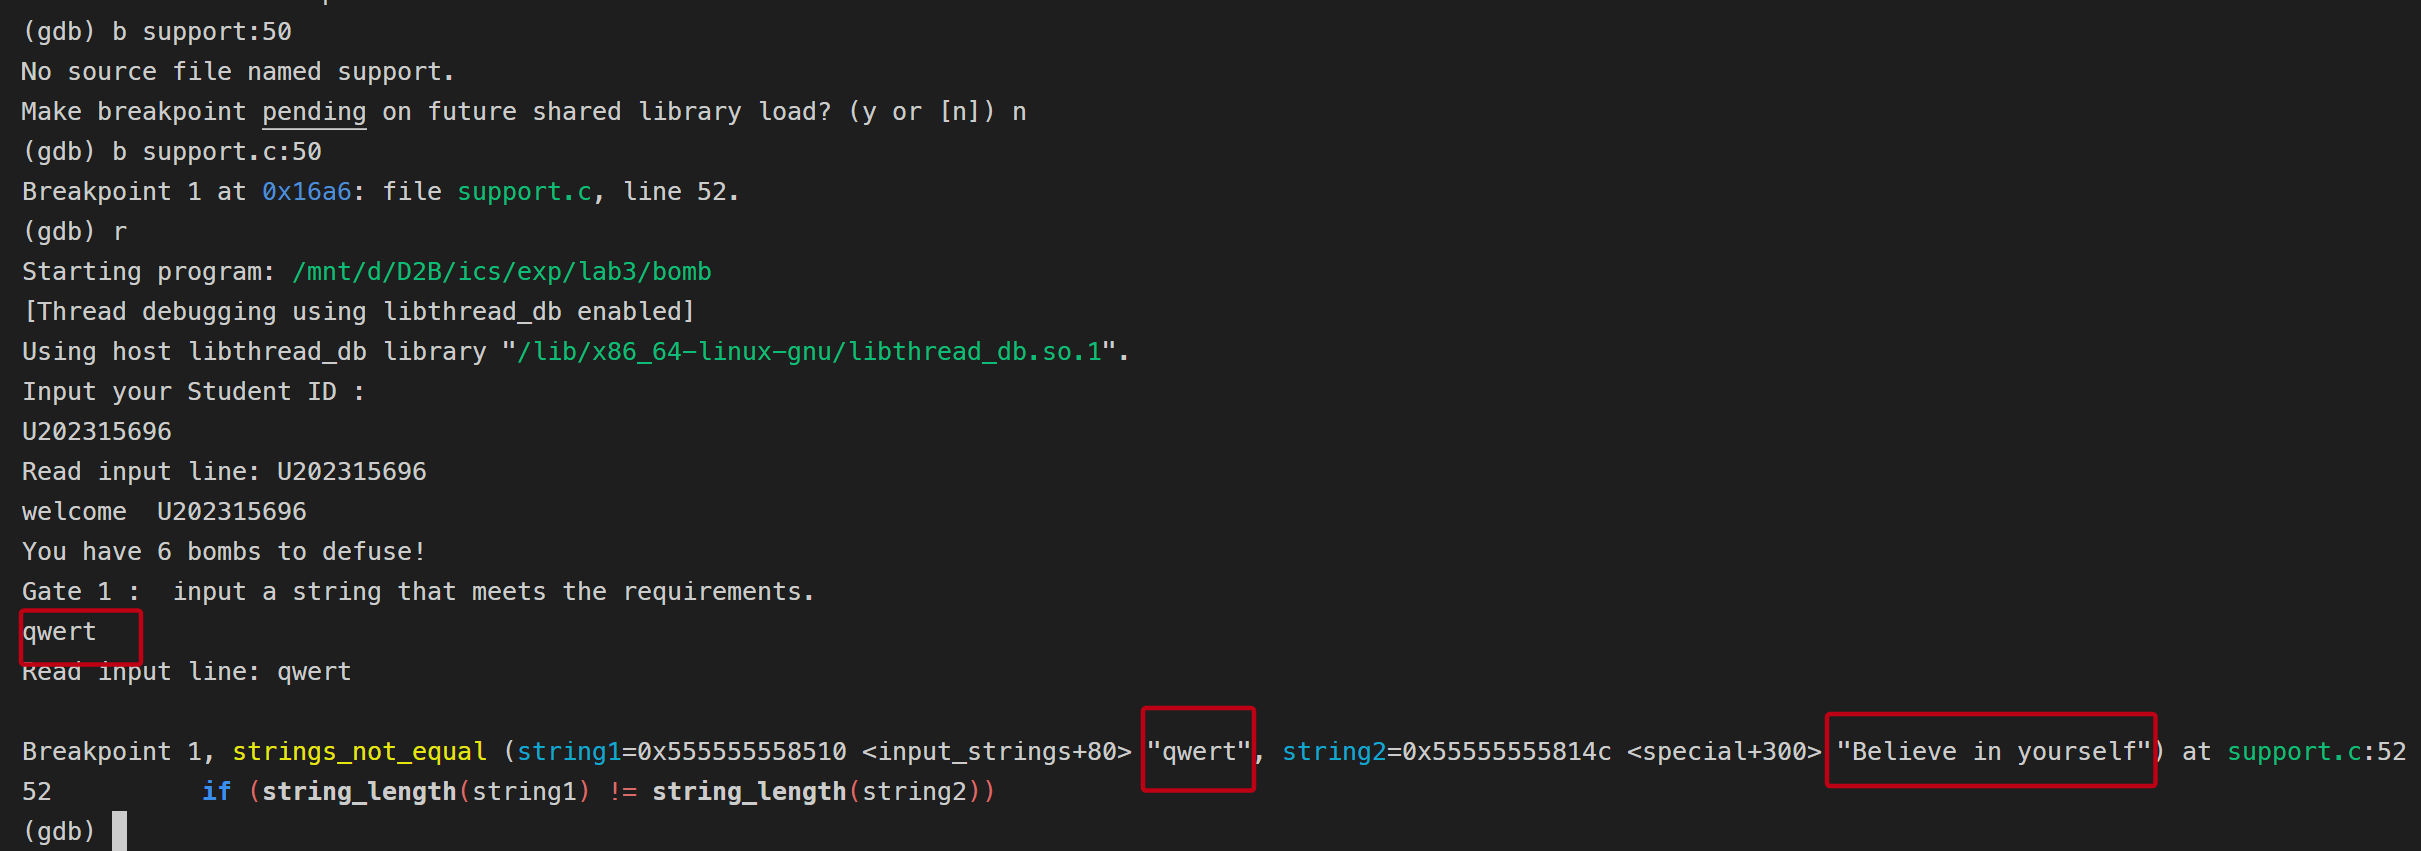 (gdb) b support:50
No source file named support.
Make breakpoint pending on future shared library load? (y or [n]) n
(gdb) b support.c:50
Breakpoint 1 at 0x16a6: file support.c, line 52.
(gdb) r
Starting program: /mnt/d/D2B/ics/exp/lab3/bomb
[Thread debugging using libthread_db enabled]
Using host libthread_db library "/lib/x86_64-linux-gnu/libthread_db.so.1".
Input your Student ID :
U202315696
Read input line: U202315696
welcome  U202315696
You have 6 bombs to defuse!
Gate 1 :  input a string that meets the requirements.
qwert
Read input line: qwert
Breakpoint 1, strings_not_equal (string1=0x555555558510 <input_strings+80> "qwert", string2=0x55555555814c <special+300> "Believe in yourself") at support.c:52
52          if (string_length(string1) != string_length(string2))
(gdb)